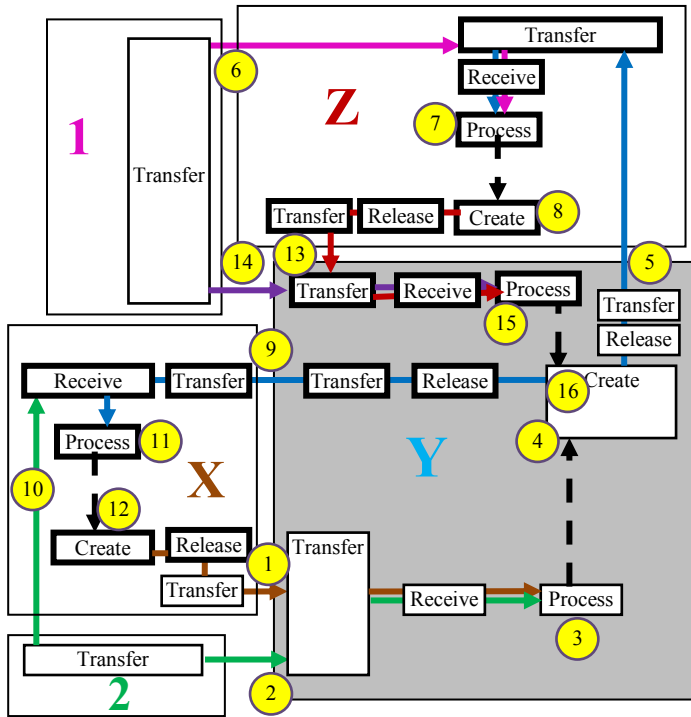 Transfer
6
Receive
Z
7
Process
1
Transfer
Transfer
Release
Create
8
14
13
5
Transfer
Receive
Process
15
Transfer
Release
9
Receive
Transfer
Transfer
Release
16
Create
Process
11
4
Y
X
10
12
Create
Release
1
Transfer
Transfer
Receive
Process
3
Transfer
2
2